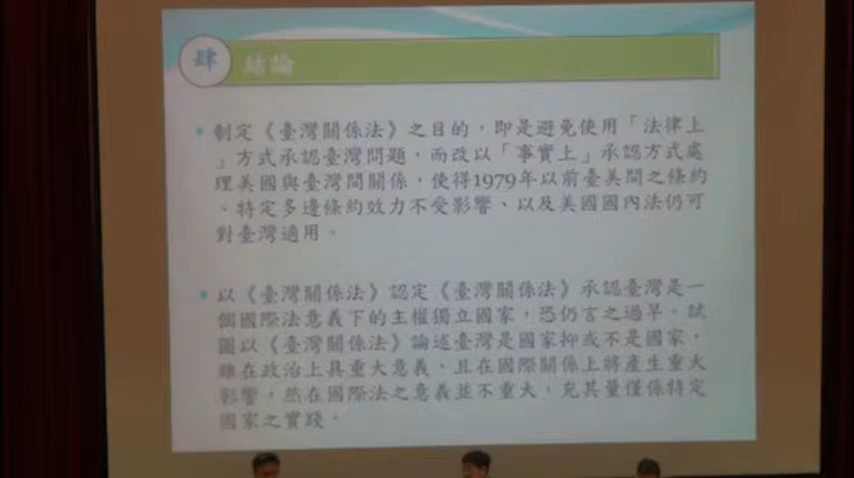 肆 結論
制定《臺灣關係法》之目的，即是避免使用「法律上
」方式承認臺灣問題，而改以「事實上」承認方式處
理美國與臺灣間關係，使得1979年以前臺美間之條約
、特定多邊條約效力不受影響、以及美國國內法仍可
對臺灣適用。
以《臺灣關係法》認定《臺灣關係法》承認臺灣是一
個國際法意義下的主權獨立國家，恐仍言之過早。試
圖以《臺灣關係法》論述臺灣是國家抑或不是國家，
雖在政治上具重大意義，且在國際關係上將產生重大
影響，然在國際法之意義並不重大，充其量僅係特定
國家之實踐。